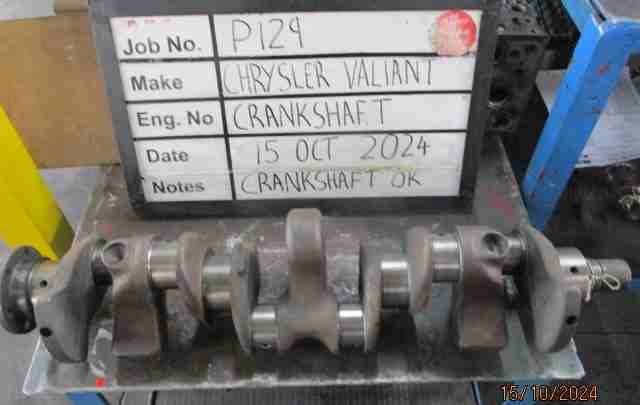 Job No. P129
Make CHRYSLER VALIANT
Eng. No CRANKSHAFT
Date 15 OCT 2024
Notes CRANKSHAFT OK
15/10/2024